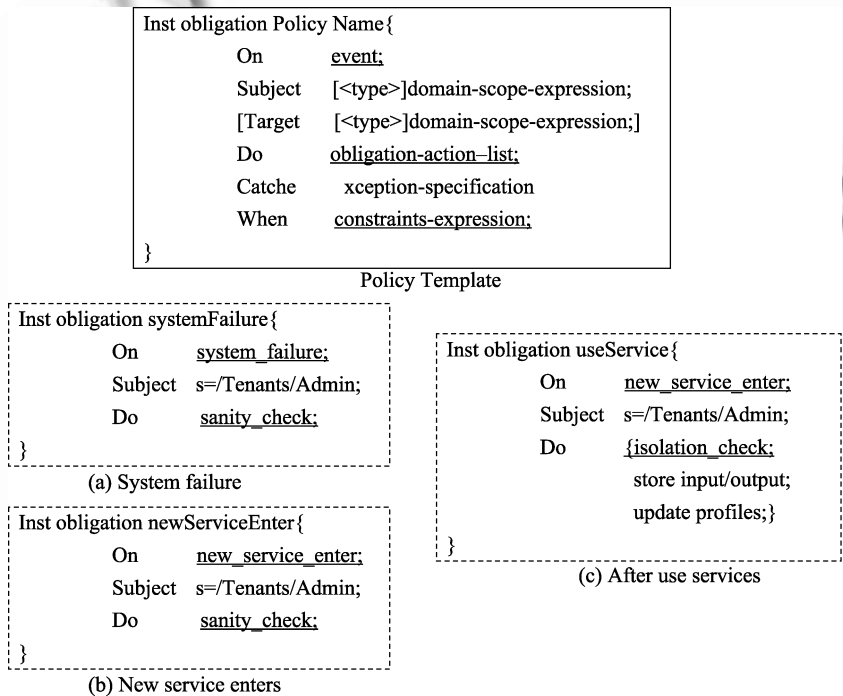 Inst obligation Policy Name{
On event;
Subject [<type>]domain-scope-expression;
[Target [<type>]domain-scope-expression;]
Do obligation-action–list;
Catche xception-specification
When constraints-expression;
}
Policy Template
Inst obligation systemFailure{
On system_failure;
Subject s=/Tenants/Admin;
Do sanity_check;
}
(a) System failure
Inst obligation newServiceEnter{
On new_service_enter;
Subject s=/Tenants/Admin;
Do sanity_check;
}
(b) New service enters
Inst obligation useService{
On new_service_enter;
Subject s=/Tenants/Admin;
Do {isolation_check;
store input/output;
update profiles;}
}
(c) After use services